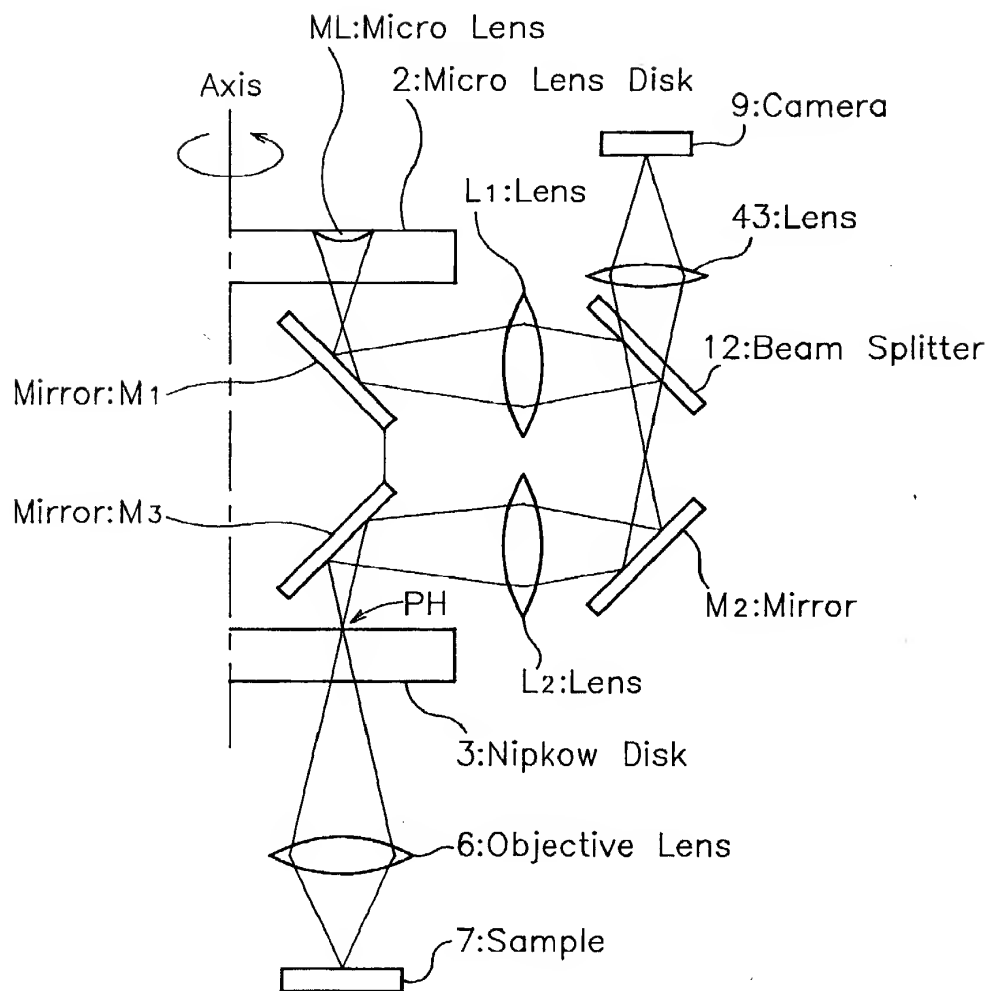 ML:Micro Lens
Axis
2:Micro Lens Disk
9:Camera
L1:Lens
43:Lens
12:Beam Splitter
Mirror:M1
Mirror:M3
PH
M2:Mirror
L2:Lens
3:Nipkow Disk
6:Objective Lens
7:Sample